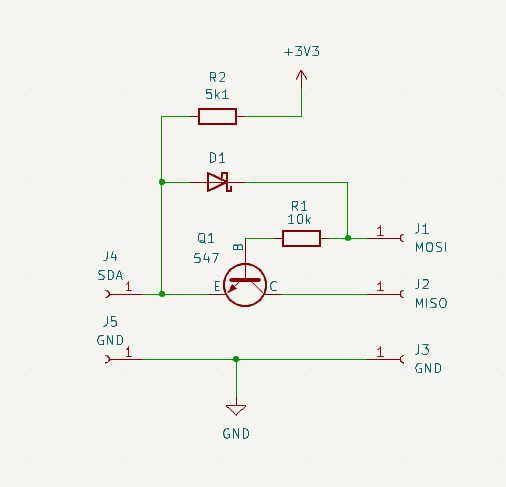 +3V3
R2
5k1
D1
R1
10k
Q1
547
B
E
C
1
J1
MOSI
J4
SDA
1
1
J2
MISO
J5
GND
1
1
J3
GND
GND